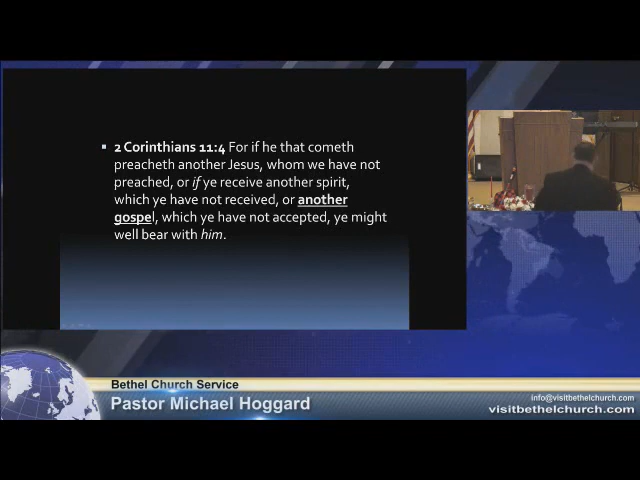 ▪ 2 Corinthians 11:4 For if he that cometh
preacheth another Jesus, whom we have not
preached, or if ye receive another spirit,
which ye have not received, or another
gospel, which ye have not accepted, ye might
well bear with him.
Bethel Church Service
Pastor Michael Hoggard
info@visitbethelchurch.com
visitbethelchurch.com